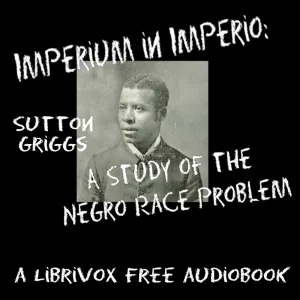 IMPERIUM IN IMPERIO:
SUTTON
GRIGGS
A STUDY OF THE
NEGRO RACE PROBLEM
A LIBRIVOX FREE AUDIOBOOK